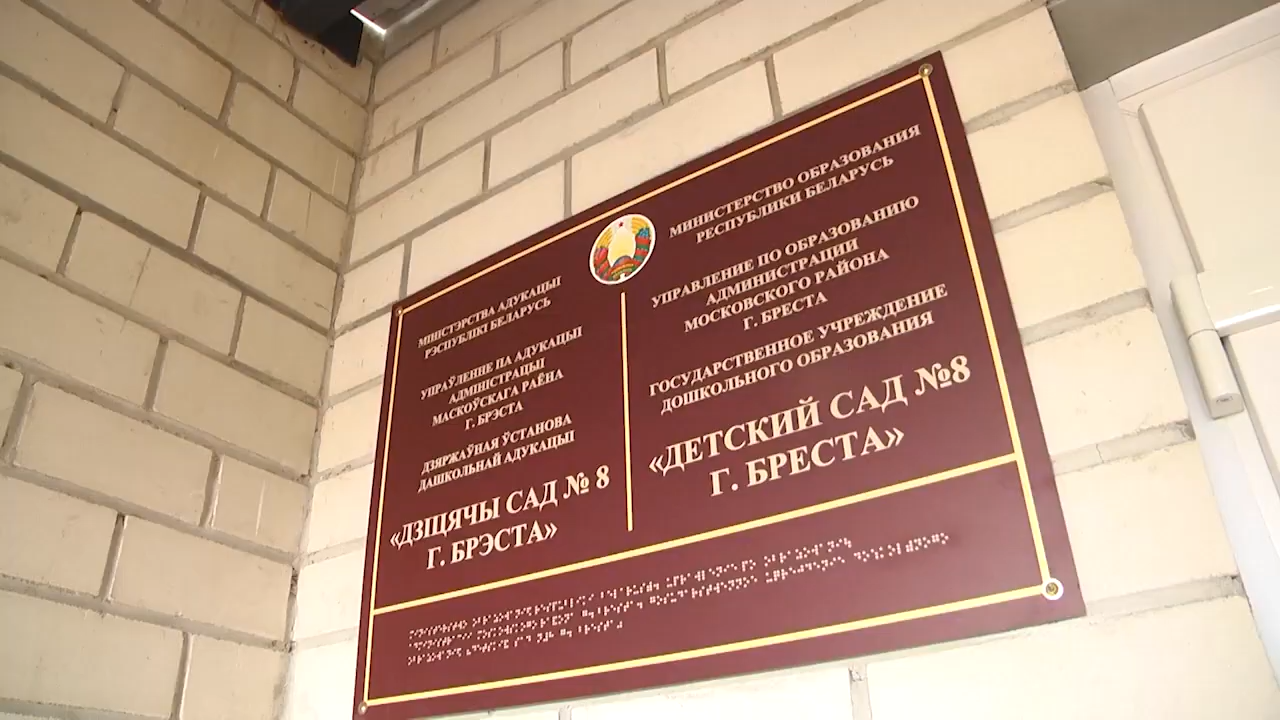 МІНІСТЭРСТВА АДУКАЦЫІ
РЭСПУБЛІКІ БЕЛАРУСЬ
УПРАЎЛЕННЕ ПА АДУКАЦЫІ
АДМІНІСТРАЦЫІ
МАСКОЎСКАГА РАЁНА
Г. БРЭСТА
ДЗЯРЖАЎНАЯ ЎСТАНОВА
ДАШКОЛЬНАЙ АДУКАЦЫІ
«ДЗІЦЯЧЫ САД № 8
Г. БРЭСТА»
МИНИСТЕРСТВО ОБРАЗОВАНИЯ
РЕСПУБЛИКИ БЕЛАРУСЬ
УПРАВЛЕНИЕ ПО ОБРАЗОВАНИЮ
АДМИНИСТРАЦИИ
МОСКОВСКОГО РАЙОНА
Г. БРЕСТА
ГОСУДАРСТВЕННОЕ УЧРЕЖДЕНИЕ
ДОШКОЛЬНОГО ОБРАЗОВАНИЯ
«ДЕТСКИЙ САД №8
Г. БРЕСТА»